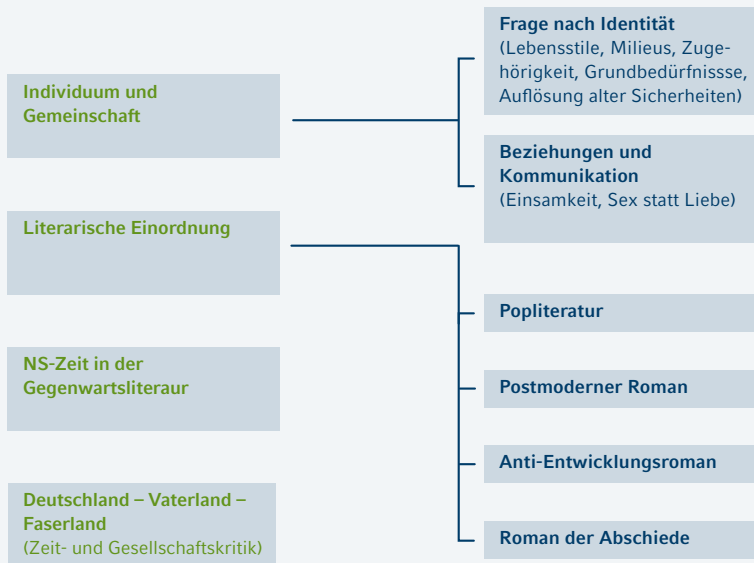 Individuum und
Gemeinschaft
Frage nach Identität
(Lebensstile, Milieus, Zuge-
hörigkeit, Grundbedürfnissse,
Auflösung alter Sicherheiten)
Beziehungen und
Kommunikation
(Einsamkeit, Sex statt Liebe)
Literarische Einordnung
Popliteratur
Postmoderner Roman
Anti-Entwicklungsroman
Roman der Abschiede
NS-Zeit in der
Gegenwartsliteraur
Deutschland – Vaterland –
Faserland
(Zeit- und Gesellschaftskritik)